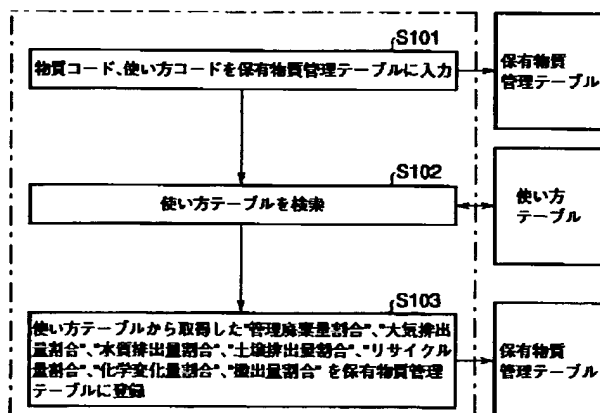 S101
物質コード、使い方コードを保有物質管理テーブルに入力
保有物質
管理テーブル
S102
使い方テーブルを検索
使い方
テーブル
S103
使い方テーブルから取得した"管理廃棄量割合"、"大気排出
量割合"、"水質排出量割合"、"土壌排出量割合"、"リサイクル
量割合"、"化学変化量割合"、"搬出量割合"を保有物質管理
テーブルに登録
保有物質
管理テーブル